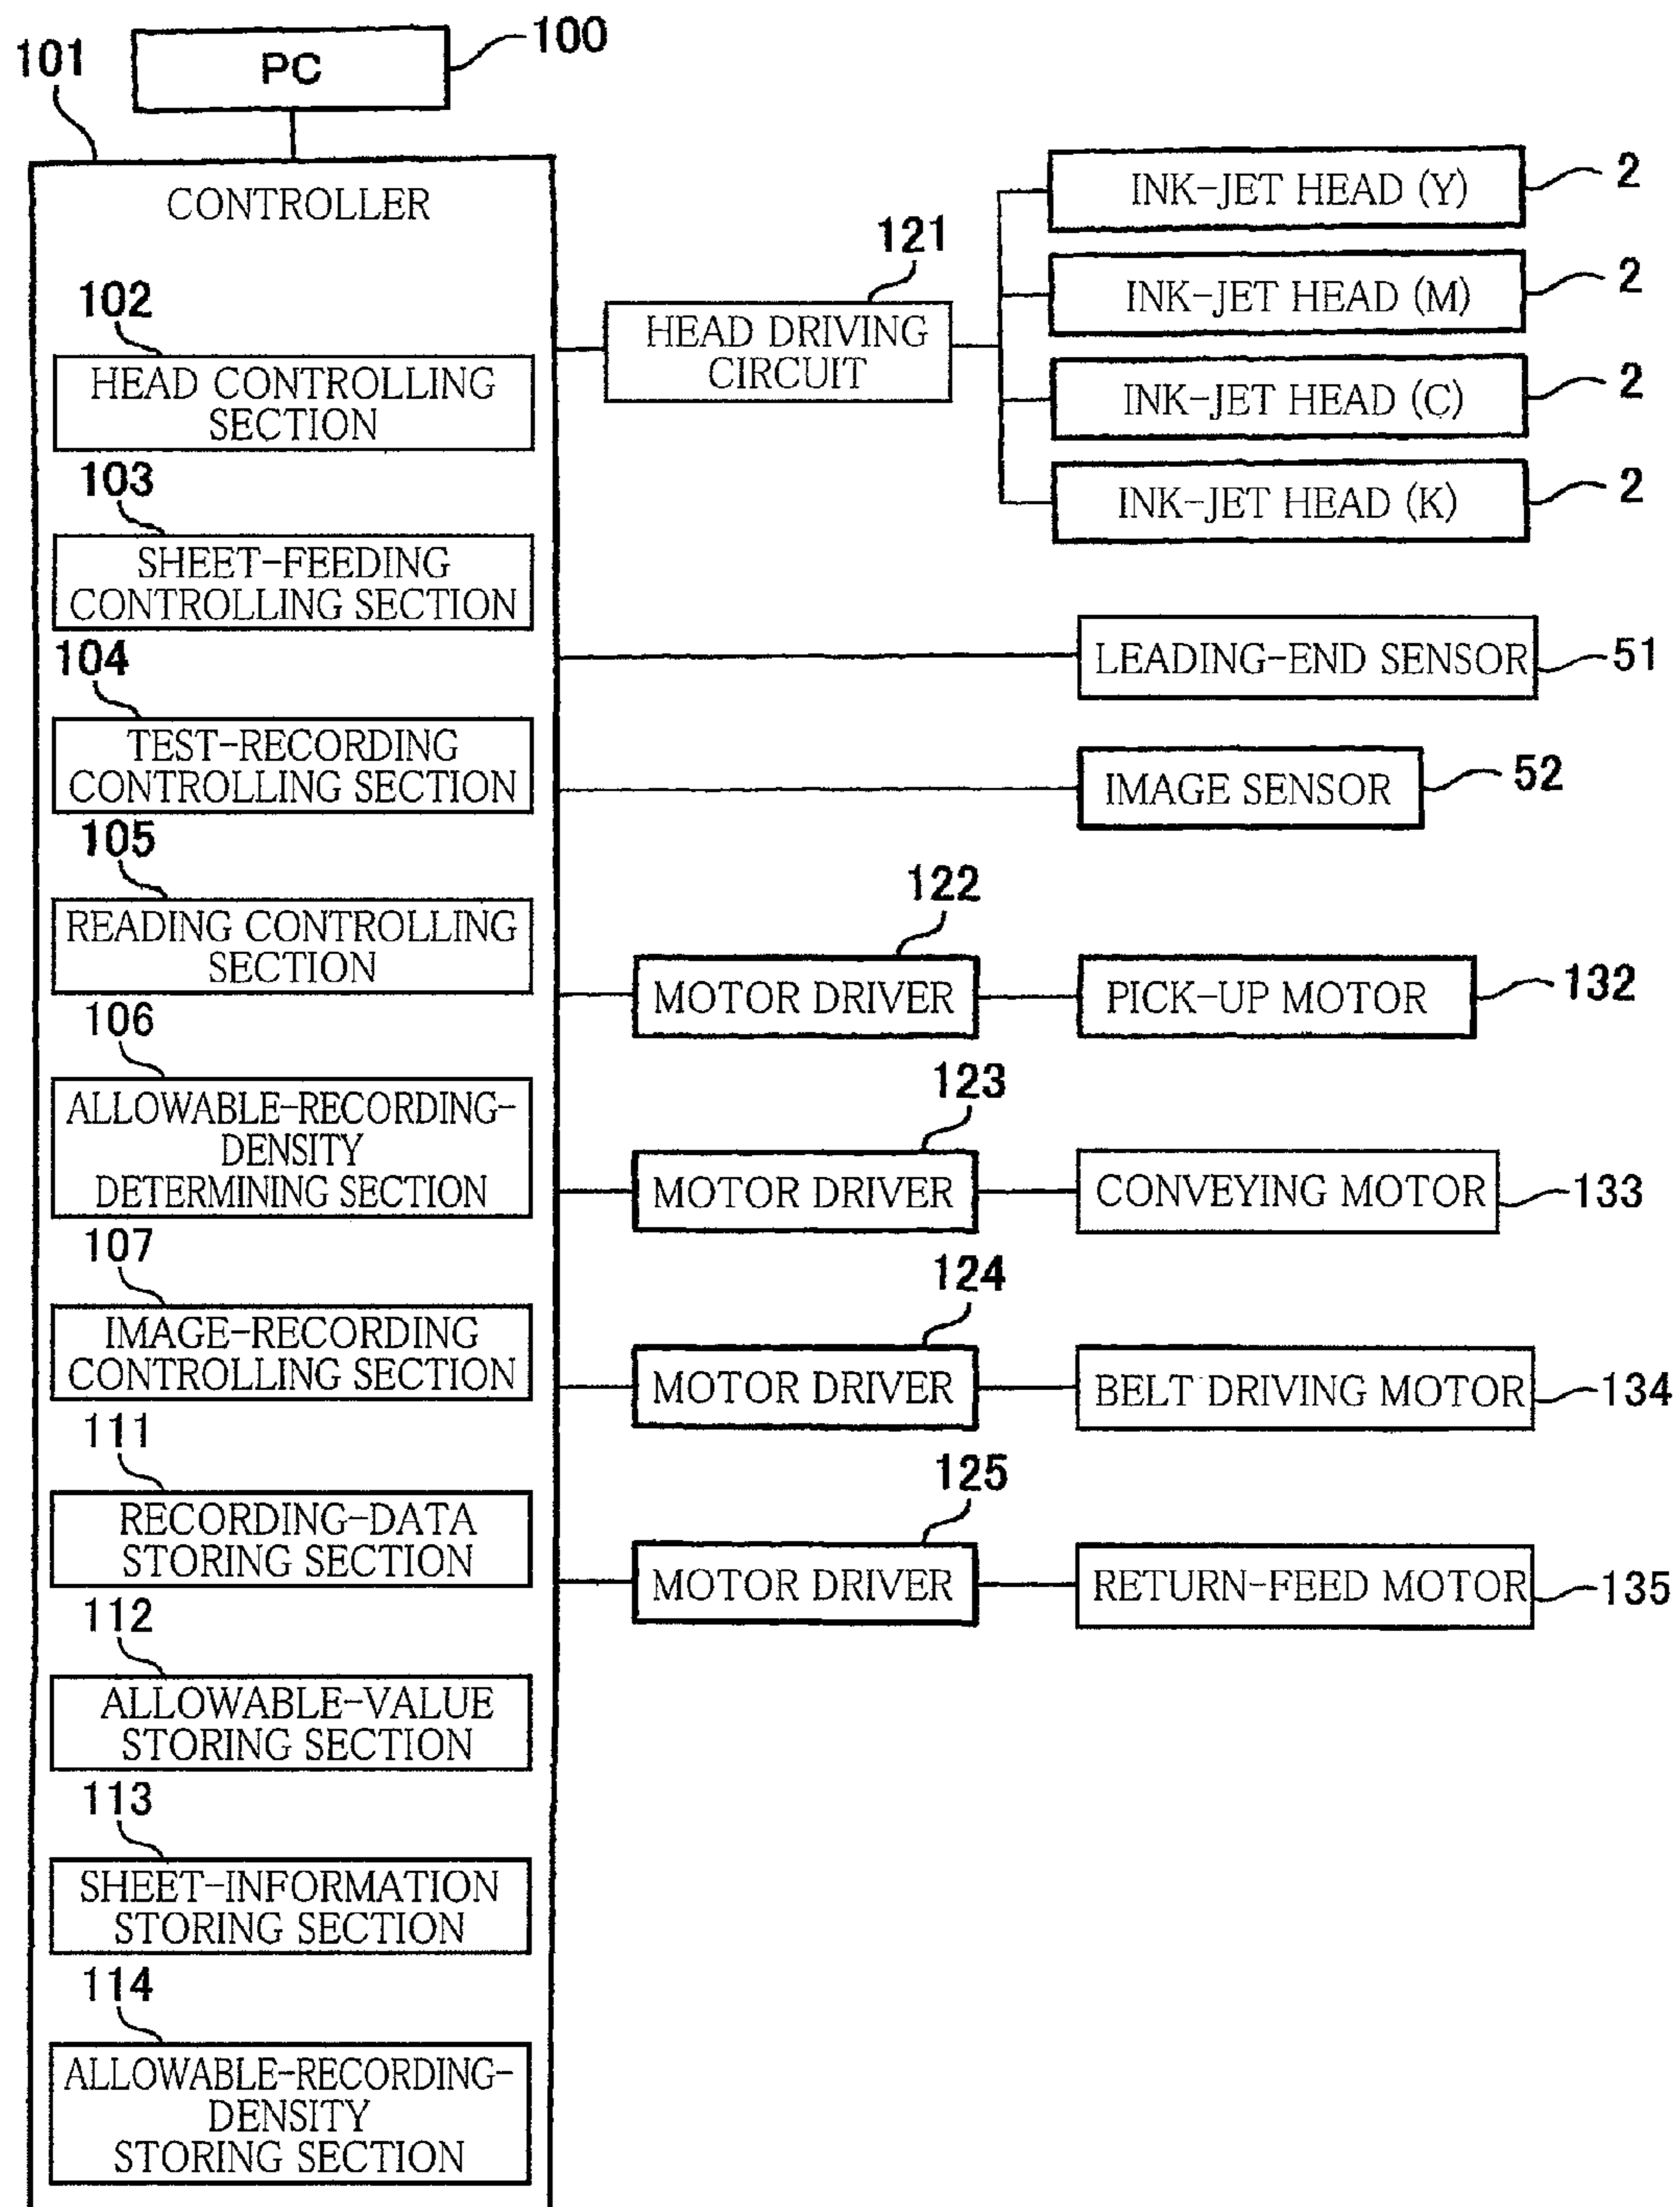 100
PC
101
CONTROLLER
102
HEAD CONTROLLING
SECTION
103
SHEET-FEEDING
CONTROLLING SECTION
104
TEST-RECORDING
CONTROLLING SECTION
105
READING CONTROLLING
SECTION
106
ALLOWABLE-RECORDING-
DENSITY
DETERMINING SECTION
107
IMAGE-RECORDING
CONTROLLING SECTION
111
RECORDING-DATA
STORING SECTION
112
ALLOWABLE-VALUE
STORING SECTION
113
SHEET-INFORMATION
STORING SECTION
114
ALLOWABLE-RECORDING-
DENSITY
STORING SECTION
121
HEAD DRIVING
CIRCUIT
INK-JET HEAD (Y)
2
INK-JET HEAD (M)
2
INK-JET HEAD (C)
2
INK-JET HEAD (K)
2
LEADING-END SENSOR
51
IMAGE SENSOR
52
122
MOTOR DRIVER
PICK-UP MOTOR
132
123
MOTOR DRIVER
CONVEYING MOTOR
133
124
MOTOR DRIVER
BELT DRIVING MOTOR
134
125
MOTOR DRIVER
RETURN-FEED MOTOR
135